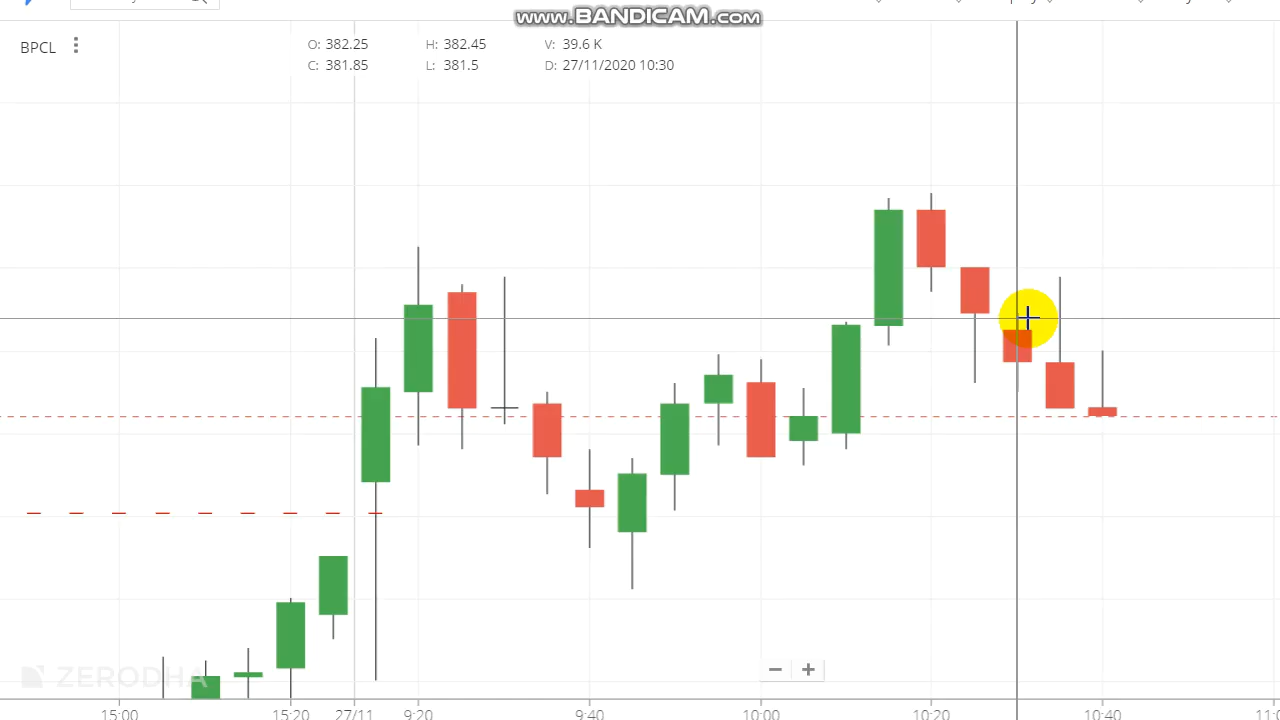 www.BANDICAM.com
BPCL
O: 382.25 H: 382.45 V: 39.6 K
C: 381.85 L: 381.5 D: 27/11/2020 10:30
ZERODHA
15:00 15:20 27/11 9:20 9:40 10:00 10:20 10:40